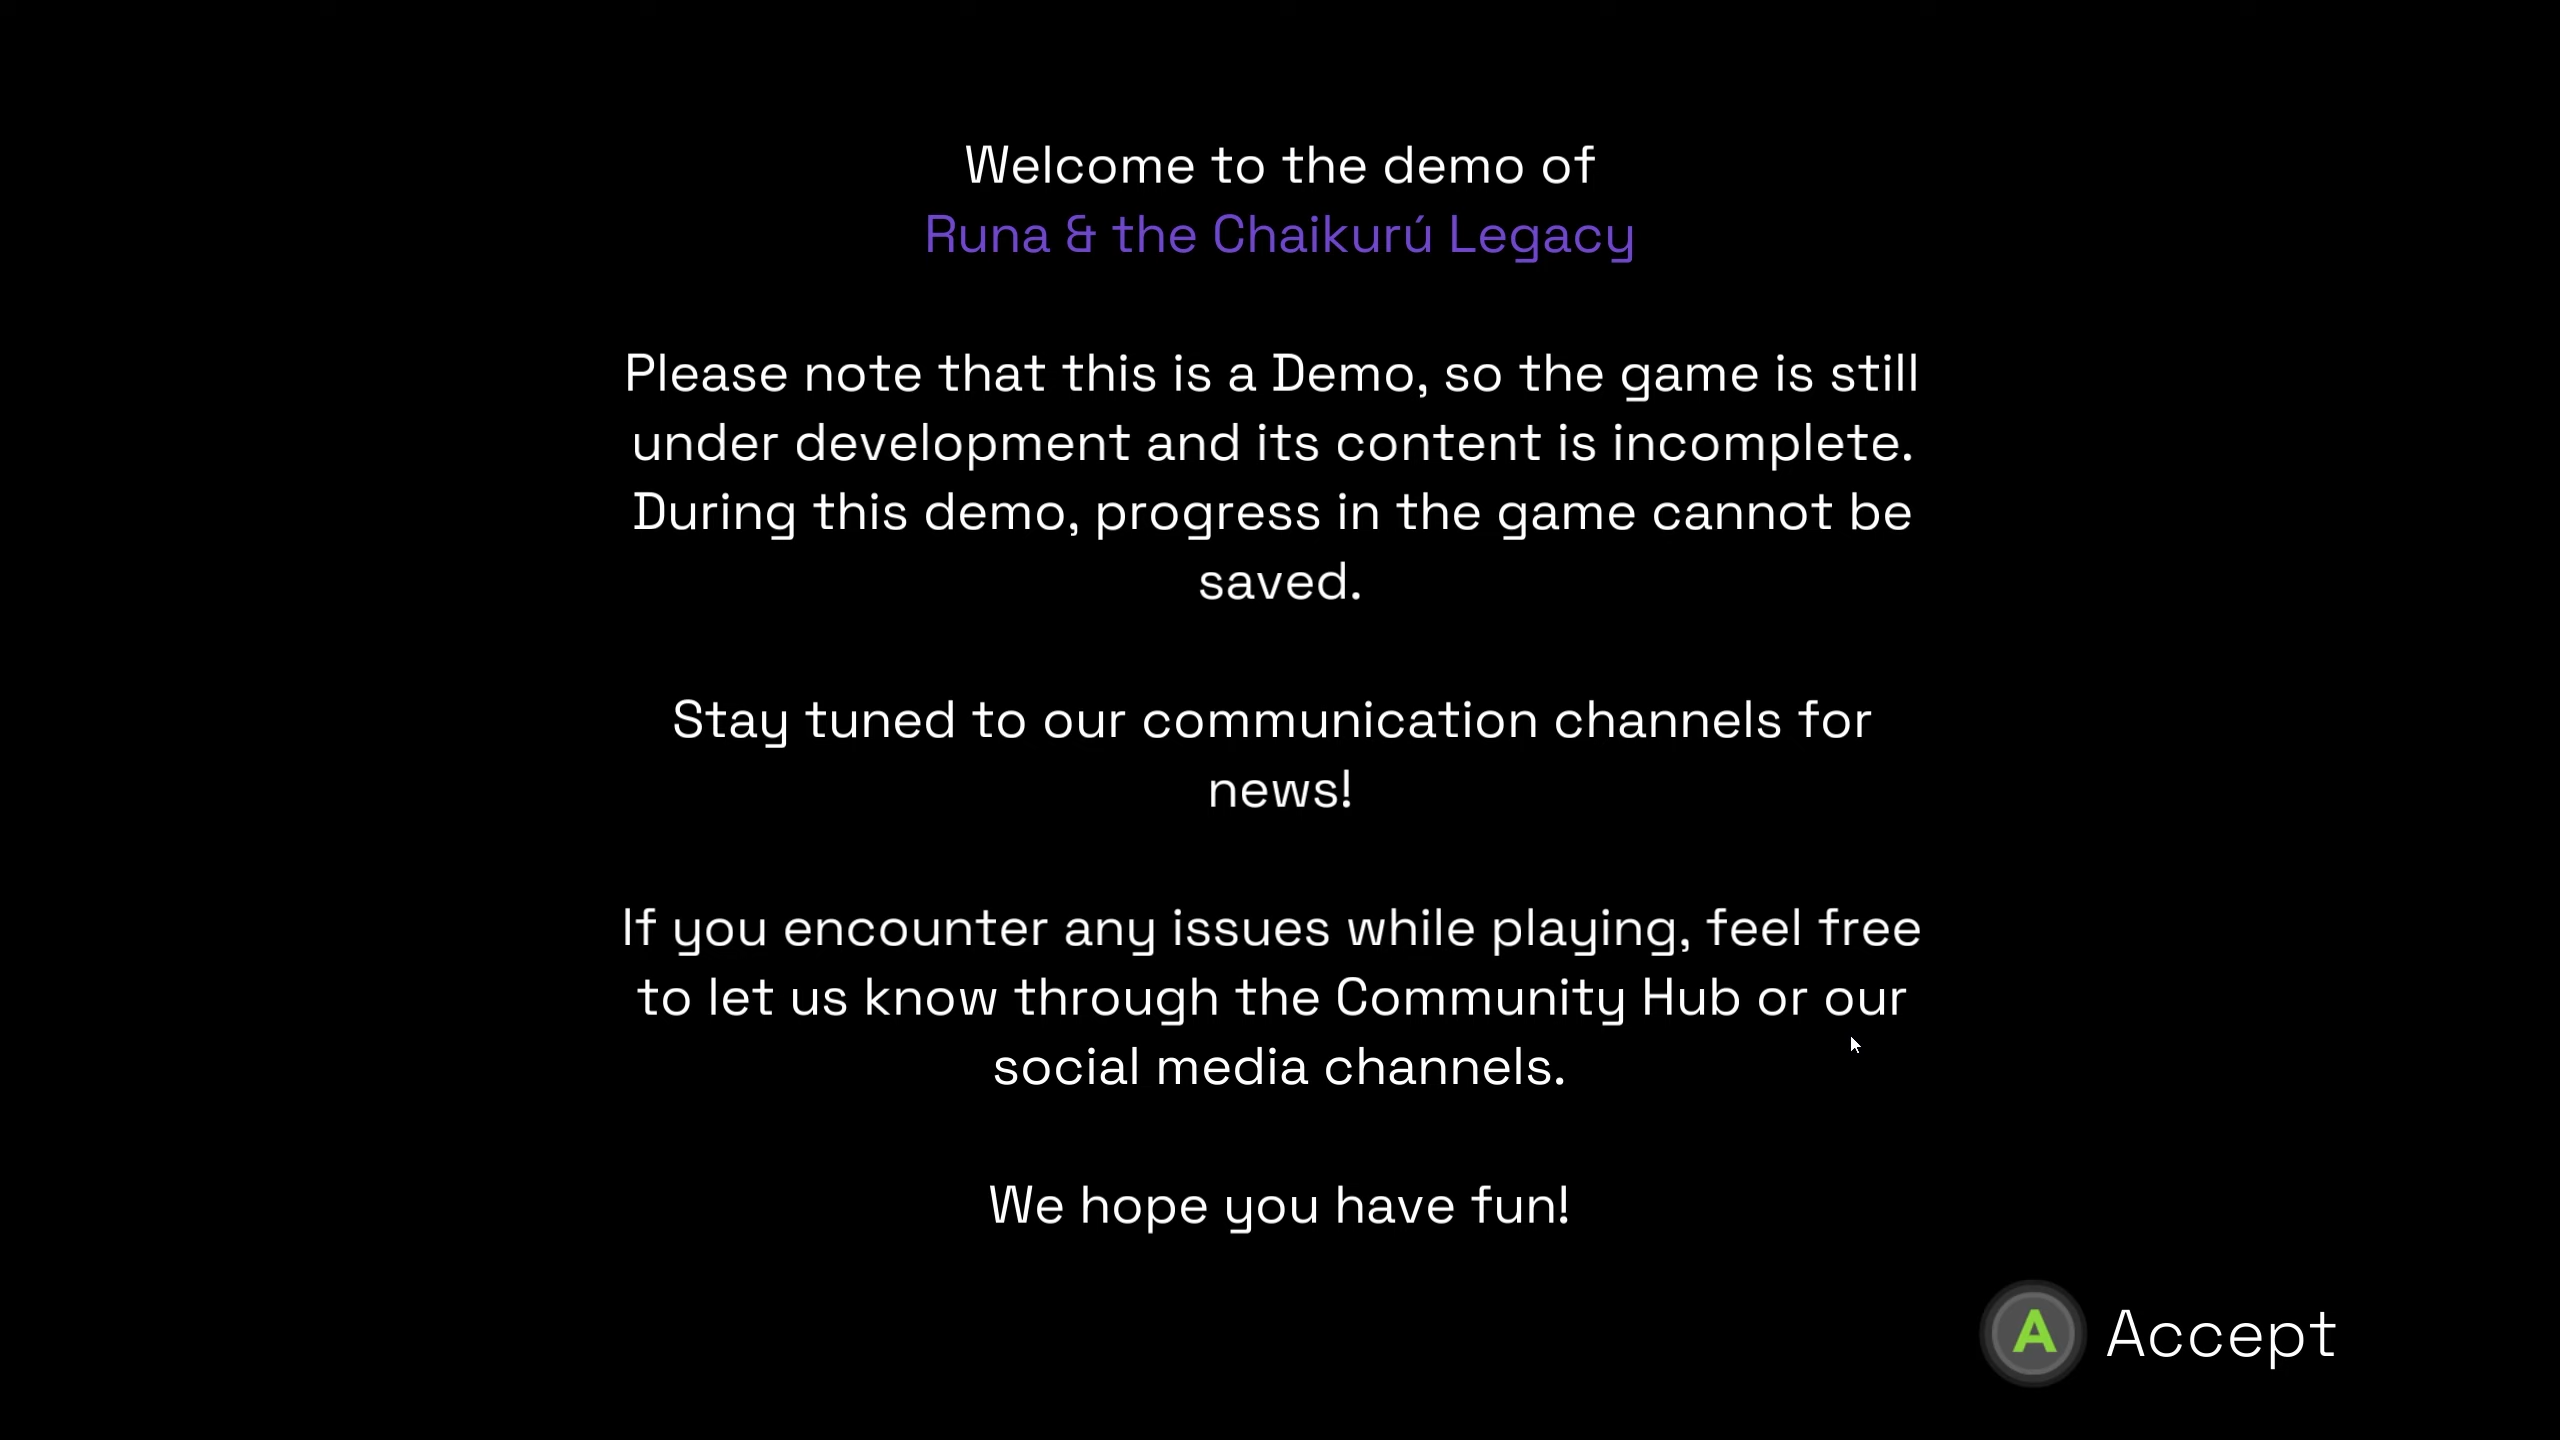 Welcome to the demo of
Runa & the Chaikurú Legacy
Please note that this is a Demo, so the game is still
under development and its content is incomplete.
During this demo, progress in the game cannot be
saved.
Stay tuned to our communication channels for
news!
If you encounter any issues while playing, feel free
to let us know through the Community Hub or our
social media channels.
We hope you have fun!
A Accept